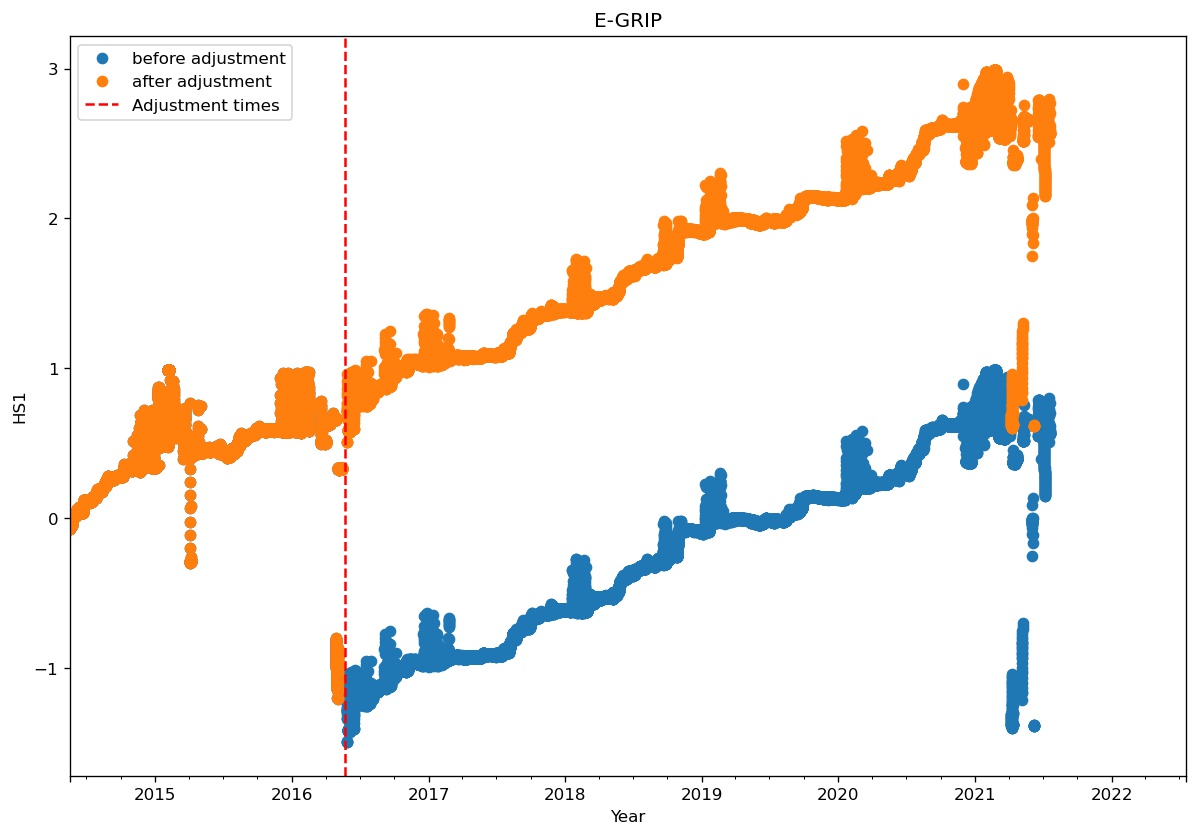 E-GRIP
before adjustment
after adjustment
Adjustment times
3
2
1
0
−1
HS1
2015 2016 2017 2018 2019 2020 2021 2022
Year